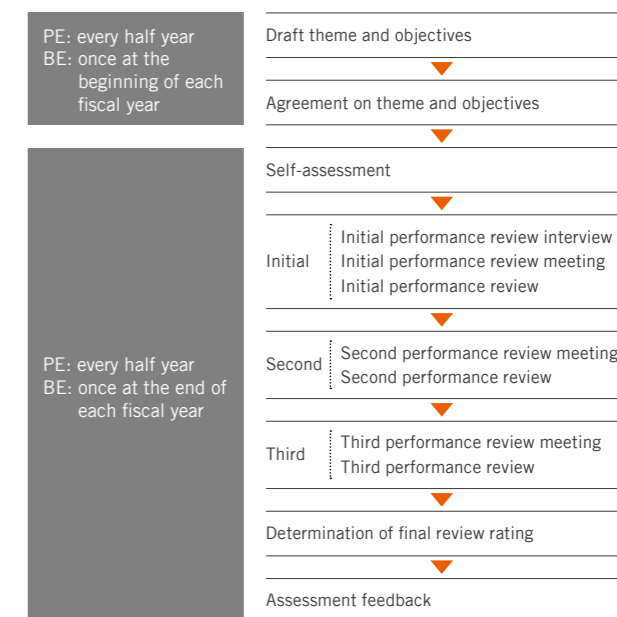 PE: every half year
BE: once at the
beginning of each
fiscal year
Draft theme and objectives
Agreement on theme and objectives
PE: every half year
BE: once at the end of
each fiscal year
Self-assessment
Initial
Initial performance review interview
Initial performance review meeting
Initial performance review
Second
Second performance review meeting
Second performance review
Third
Third performance review meeting
Third performance review
Determination of final review rating
Assessment feedback